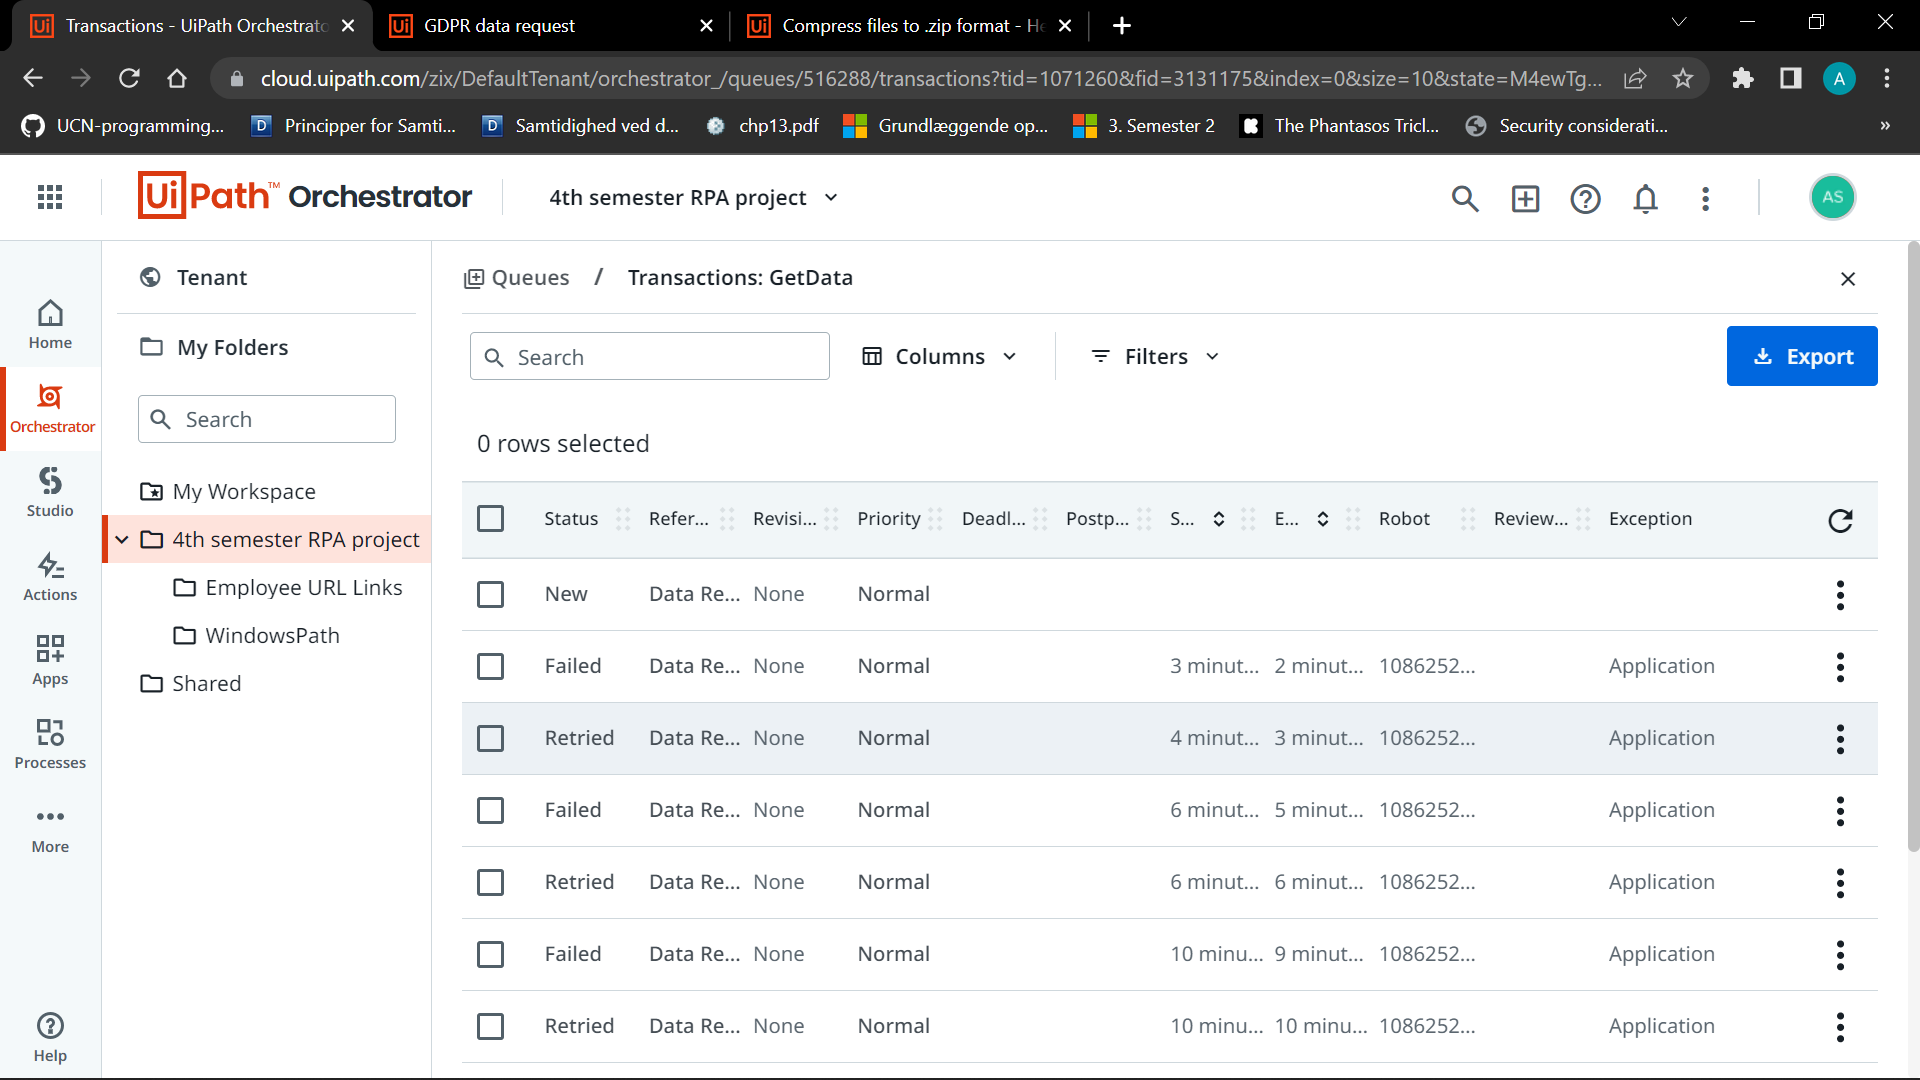 Transactions - UiPath Orchestrato
GDPR data request
Compress files to .zip format - He
cloud.uipath.com/zix/DefaultTenant/orchestrator_/queues/516288/transactions?tid=1071260&fid=3131175&index=0&size=10&state=M4ewTg...
A
UCN-programming...
Principper for Samti...
Samtidighed ved d...
chp13.pdf
Grundlæggende op...
3. Semester 2
The Phantasos Tricl...
Security considerati...
»
UiPath™ Orchestrator
4th semester RPA project
AS
Home
Orchestrator
Studio
Actions
Apps
Processes
More
Help
Tenant
My Folders
Search
My Workspace
4th semester RPA project
Employee URL Links
WindowsPath
Shared
Queues / Transactions: GetData
Search
Columns
Filters
Export
0 rows selected
Status Refer... Revisi... Priority Deadl... Postp... S... E... Robot Review... Exception
New Data Re... None Normal
Failed Data Re... None Normal 3 minut... 2 minut... 1086252... Application
Retried Data Re... None Normal 4 minut... 3 minut... 1086252... Application
Failed Data Re... None Normal 6 minut... 5 minut... 1086252... Application
Retried Data Re... None Normal 6 minut... 6 minut... 1086252... Application
Failed Data Re... None Normal 10 minu... 9 minut... 1086252... Application
Retried Data Re... None Normal 10 minu... 10 minu... 1086252... Application